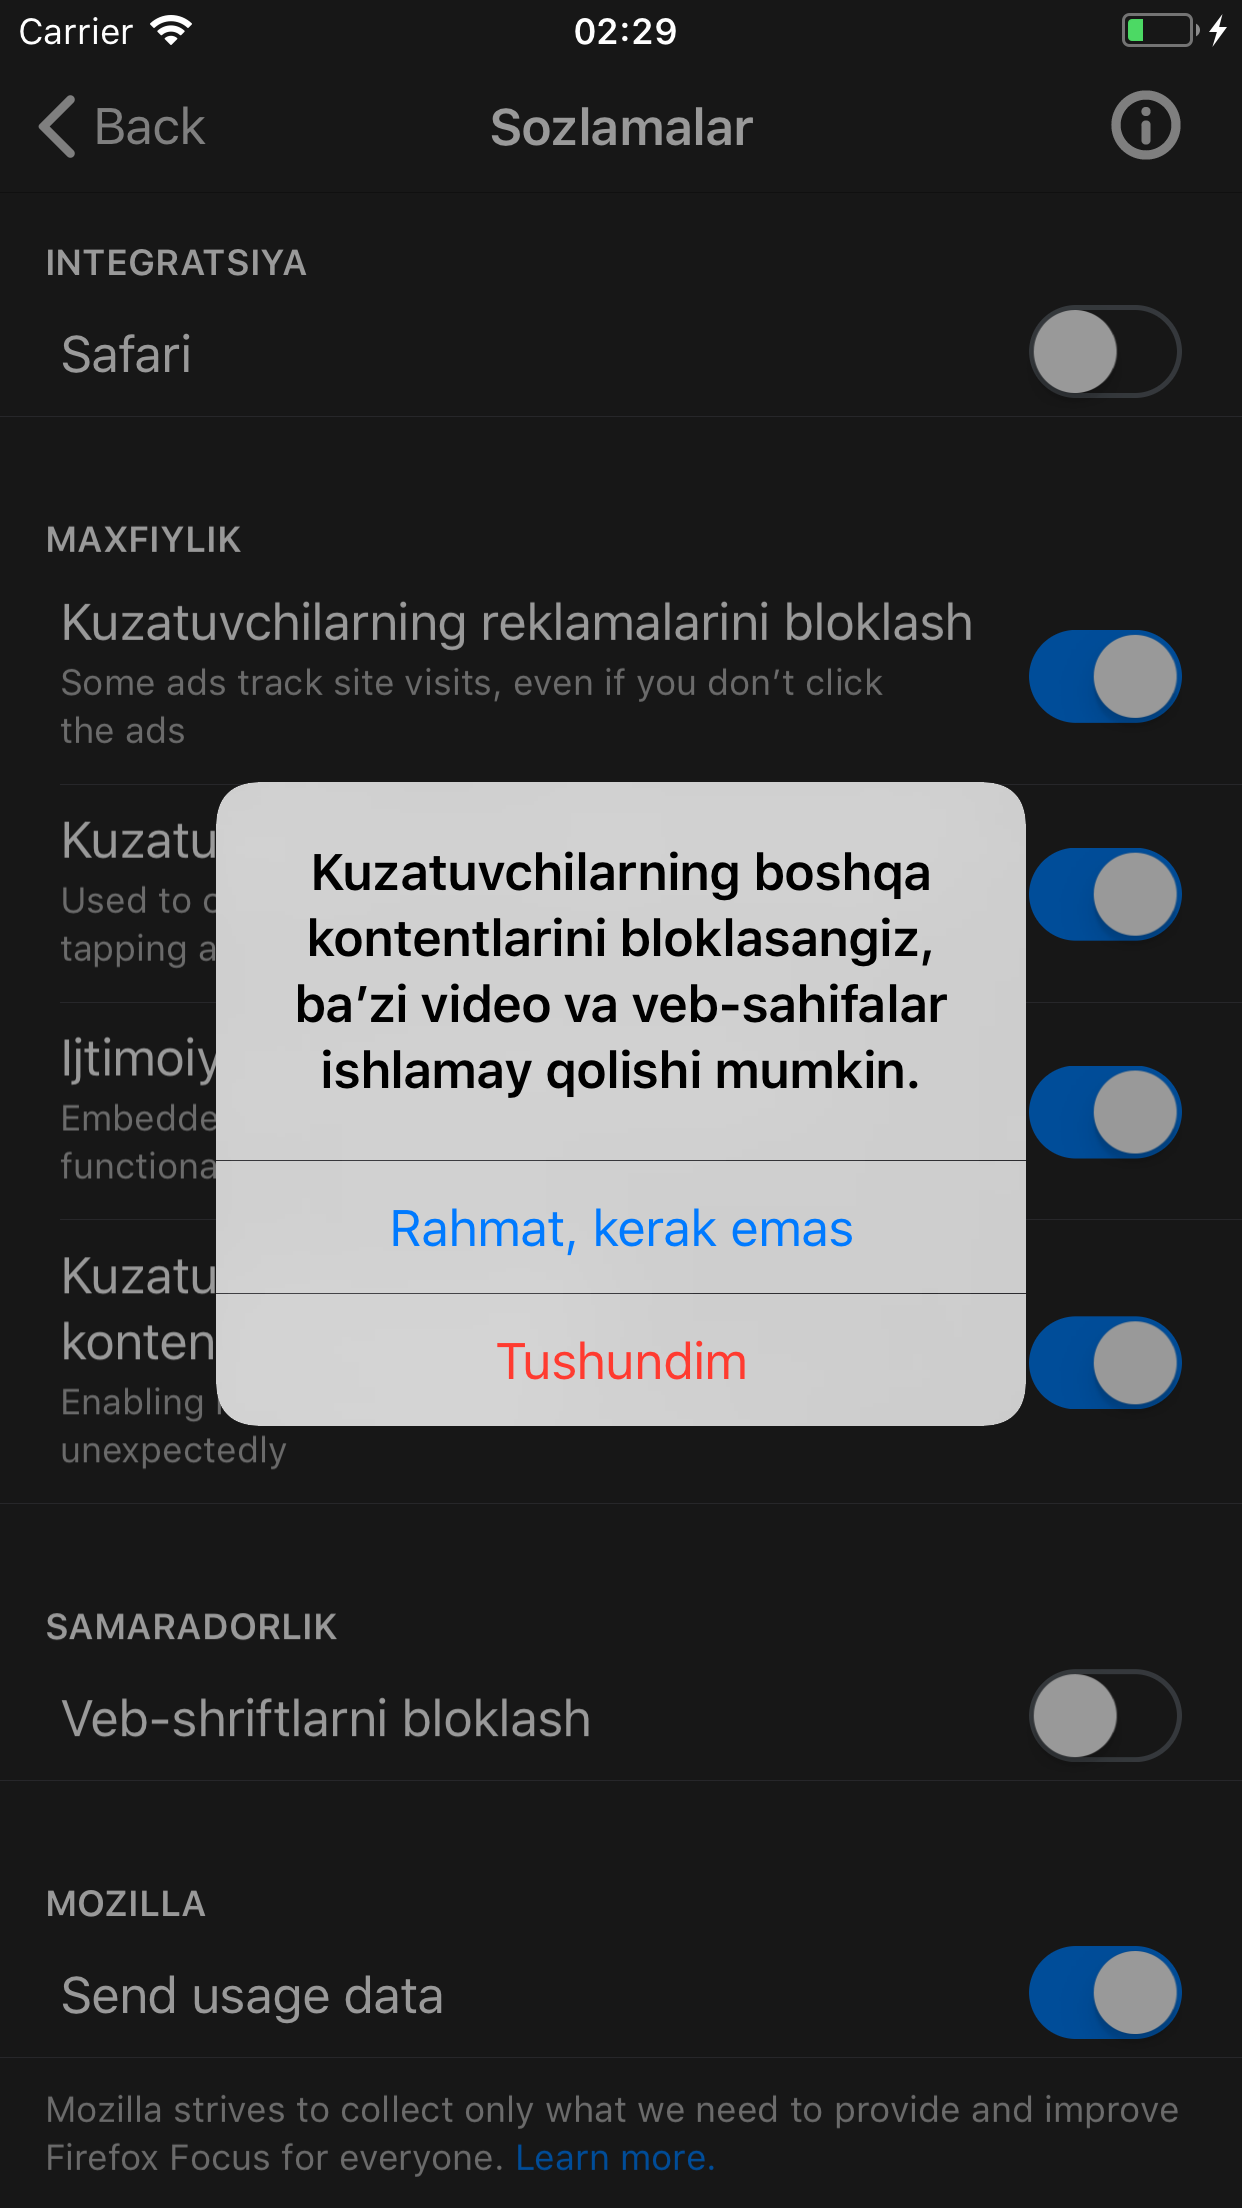 Carrier
02:29
Back
Sozlamalar
INTEGRATSIYA
Safari
MAXFIYLIK
Kuzatuvchilarning reklamalarini bloklash
Some ads track site visits, even if you don’t click
the ads
Kuzatu
Used to
tapping a
Ijtimoiy
Embedde
functiona
Kuzatu
konten
Enabling
unexpectedly
Kuzatuvchilarning boshqa
kontentlarini bloklasangiz,
ba’zi video va veb-sahifalar
ishlamay qolishi mumkin.
Rahmat, kerak emas
Tushundim
SAMARADORLIK
Veb-shriftlarni bloklash
MOZILLA
Send usage data
Mozilla strives to collect only what we need to provide and improve
Firefox Focus for everyone. Learn more.